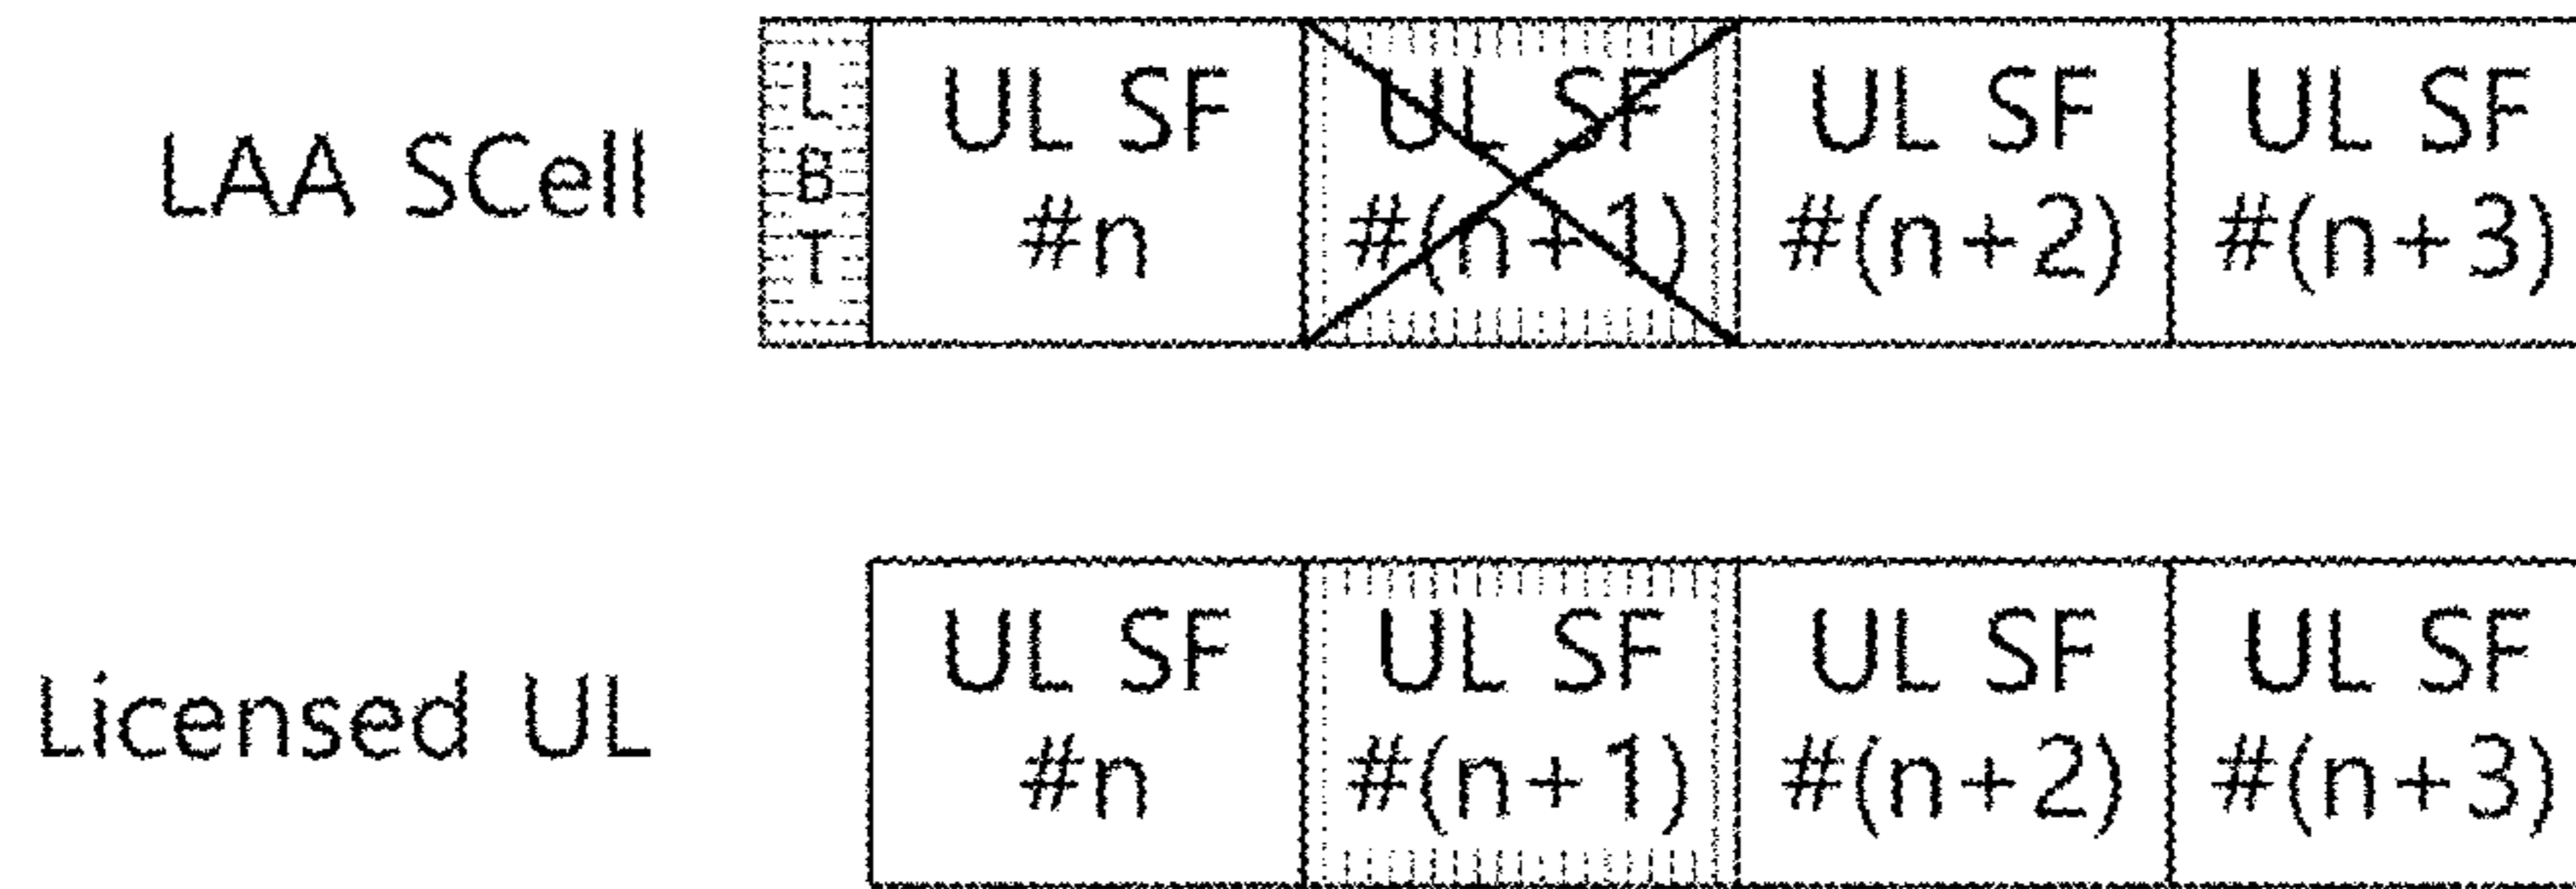 LAA SCell
LBT
UL SF
#n
UL SF
#(n+1)
UL SF
#(n+2)
UL SF
#(n+3)
Licensed UL
UL SF
#n
UL SF
#(n+1)
UL SF
#(n+2)
UL SF
#(n+3)